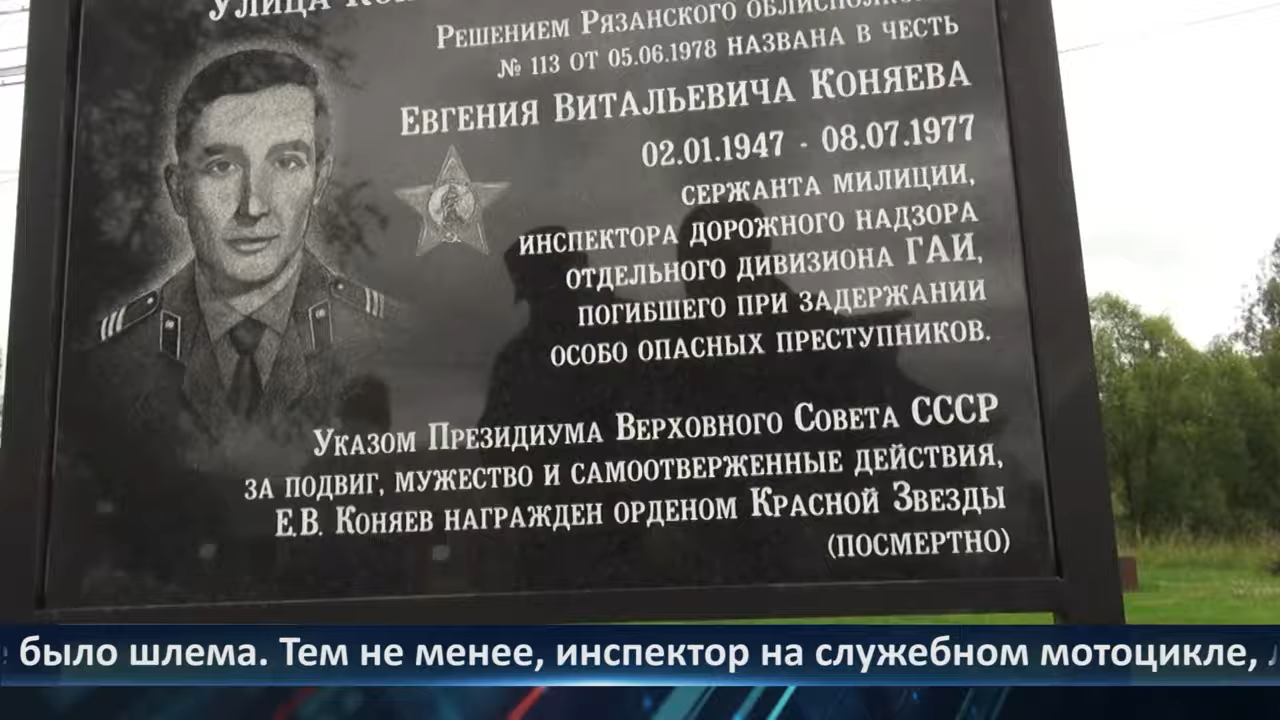 Улица
Решением Рязанского
№ 113 от 05.06.1978 названа в честь
Евгения Витальевича Коняева
02.01.1947 - 08.07.1977
сержанта милиции,
инспектора дорожного надзора
отдельного дивизиона ГАИ,
погибшего при задержании
особо опасных преступников.
Указом Президиума Верховного Совета СССР
за подвиг, мужество и самоотверженные действия,
Е.В. Коняев награжден орденом Красной Звезды
(посмертно)
было шлема. Тем не менее, инспектор на служебном мотоцикле,